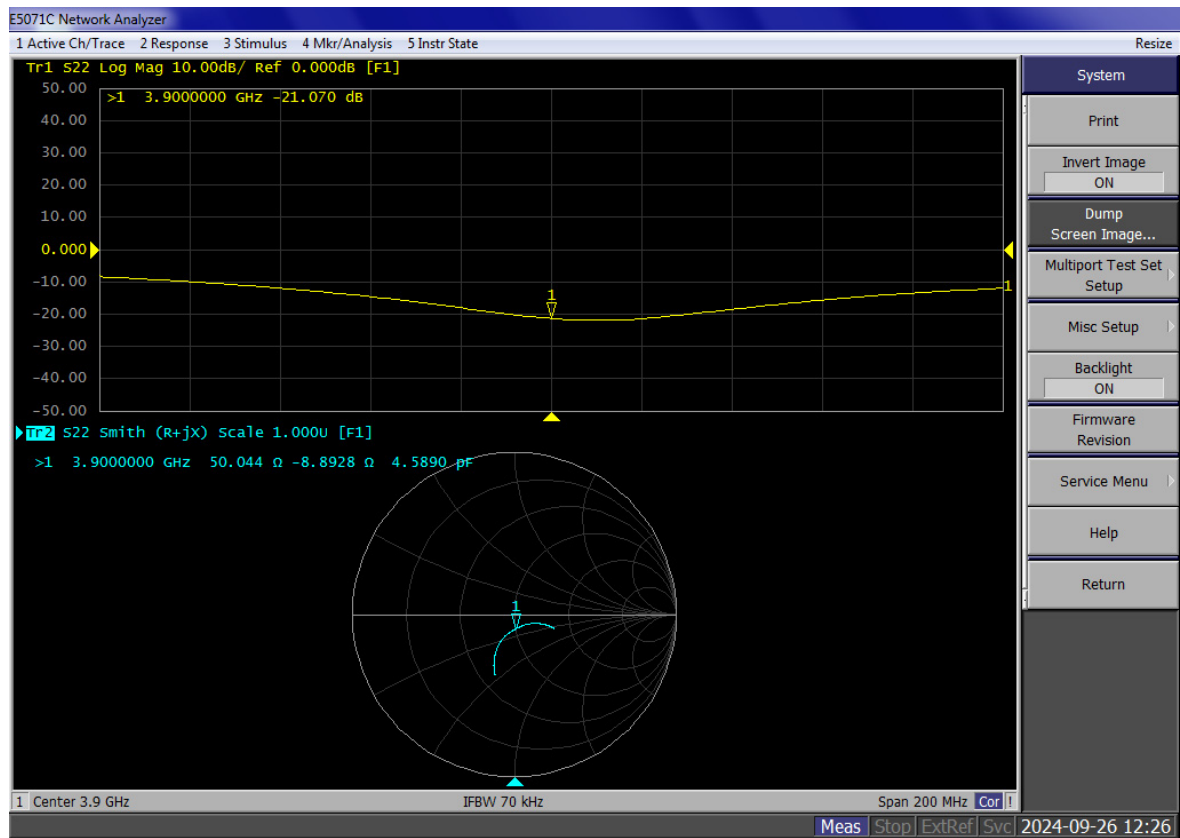 E5071C Network Analyzer
1 Active Ch/Trace 2 Response 3 Stimulus 4 Mkr/Analysis 5 Instr State Resize
Tr1 S22 Log Mag 10.00dB/ Ref 0.000dB [F1]
50.00
>1 3.9000000 GHz -21.070 dB
40.00
30.00
20.00
10.00
0.000
-10.00
1
1
-20.00
-30.00
-40.00
-50.00
Tr2 S22 Smith (R+jX) Scale 1.000U [F1]
>1 3.9000000 GHz 50.044 Ω -8.8928 Ω 4.5890 pF
1
1 Center 3.9 GHz IFBW 70 kHz Span 200 MHz Cor !
System
Print
Invert Image
ON
Dump
Screen Image...
Multiport Test Set
Setup
Misc Setup
Backlight
ON
Firmware
Revision
Service Menu
Help
Return
Meas Stop ExtRef Svc 2024-09-26 12:26